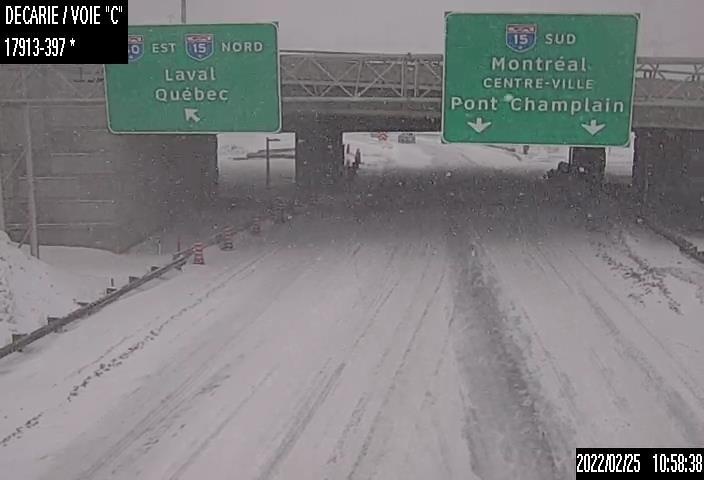 DECARIE / VOIE "C"
17913-397 *
EST 15 NORD
Laval
Québec
15 SUD
Montréal
CENTRE-VILLE
Pont Champlain
2022/02/25 10:58:38